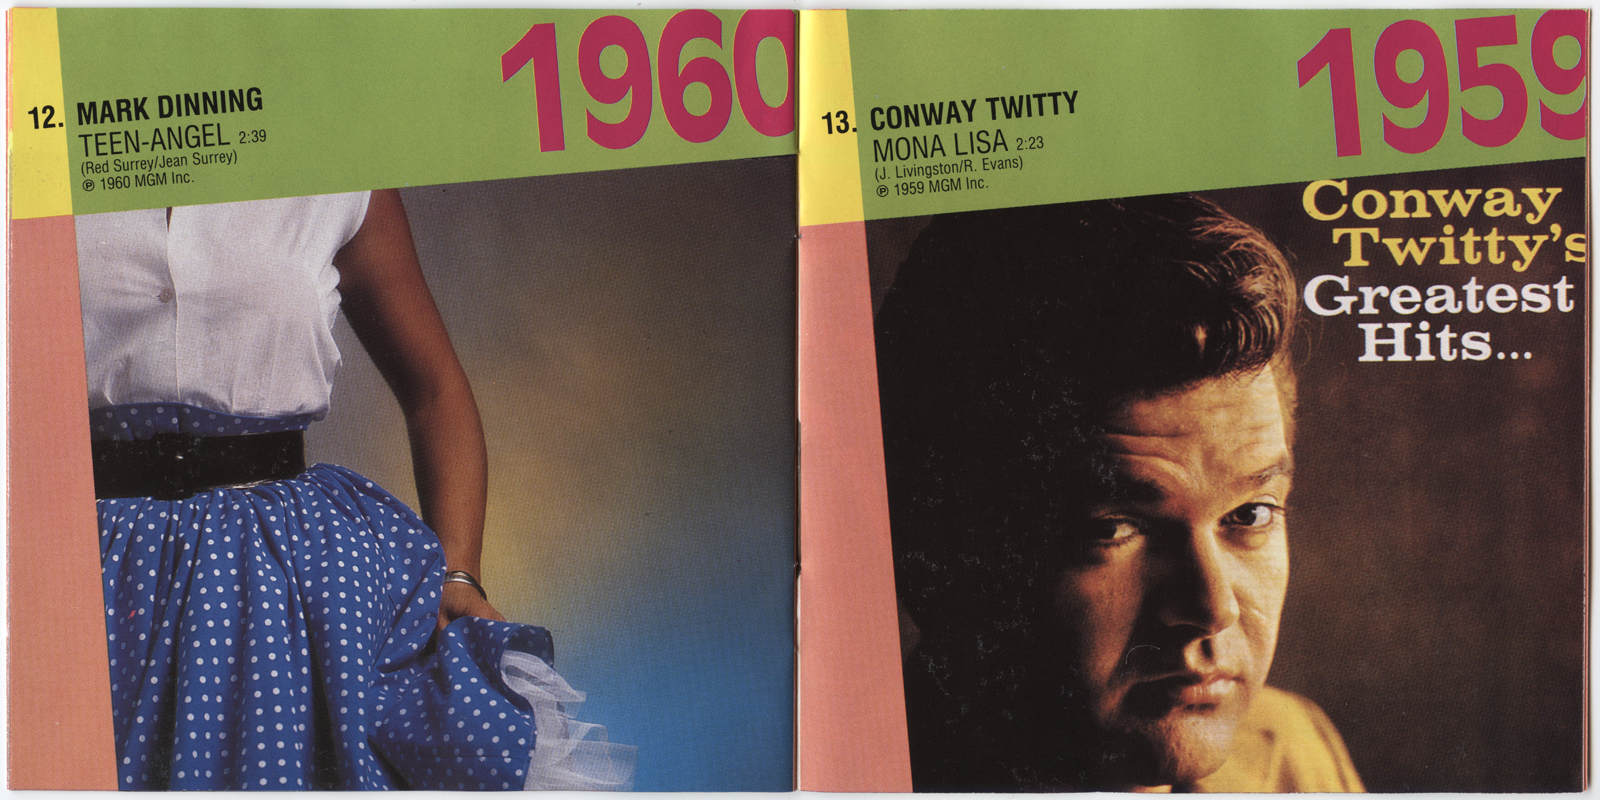 1960
12. MARK DINNING
TEEN-ANGEL 2:39
(Red Surrey/Jean Surrey)
℗ 1960 MGM Inc.
1959
13. CONWAY TWITTY
MONA LISA 2:23
(J. Livingston/R. Evans)
℗ 1959 MGM Inc.
Conway
Twitty's
Greatest
Hits...